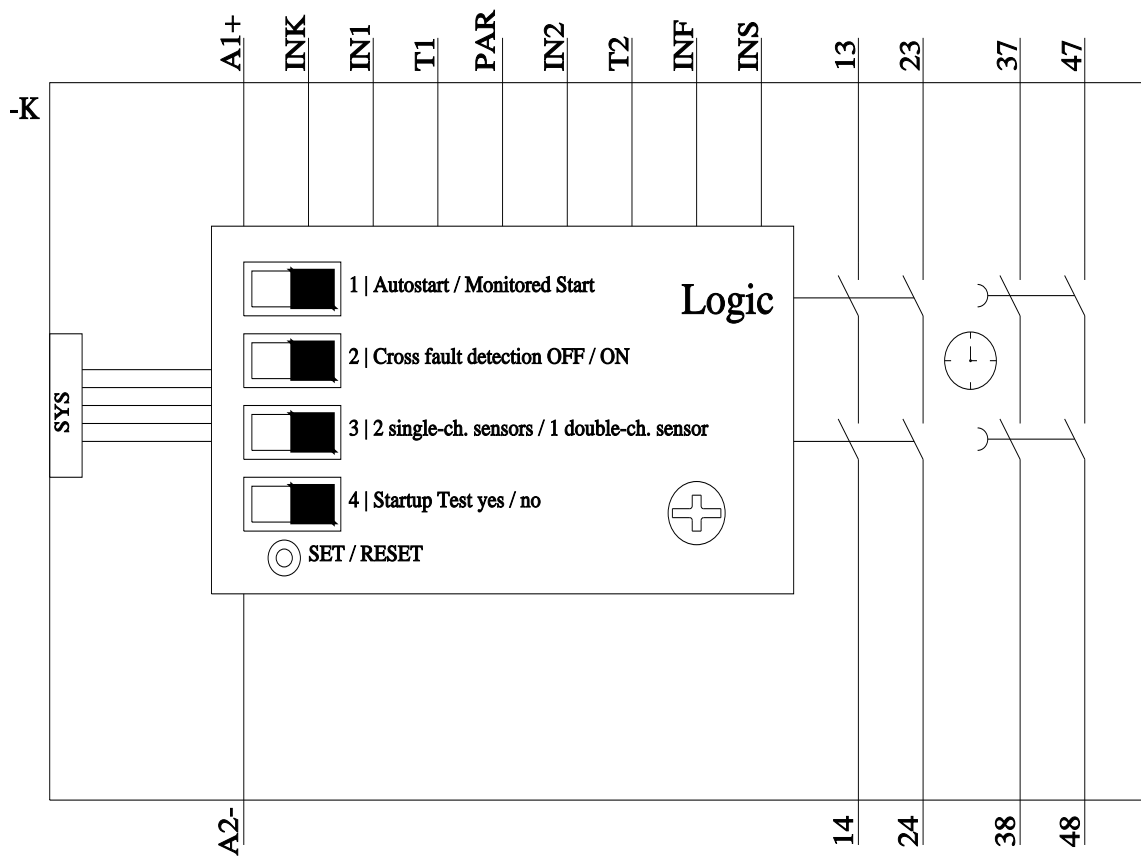 A1+
INK
IN1
T1
PAR
IN2
T2
INF
INS
13
23
37
47
-K
1 | Autostart / Monitored Start
Logic
2 | Cross fault detection OFF / ON
SYS
3 | 2 single-ch. sensors / 1 double-ch. sensor
4 | Startup Test yes / no
SET / RESET
A2-
14
24
38
48